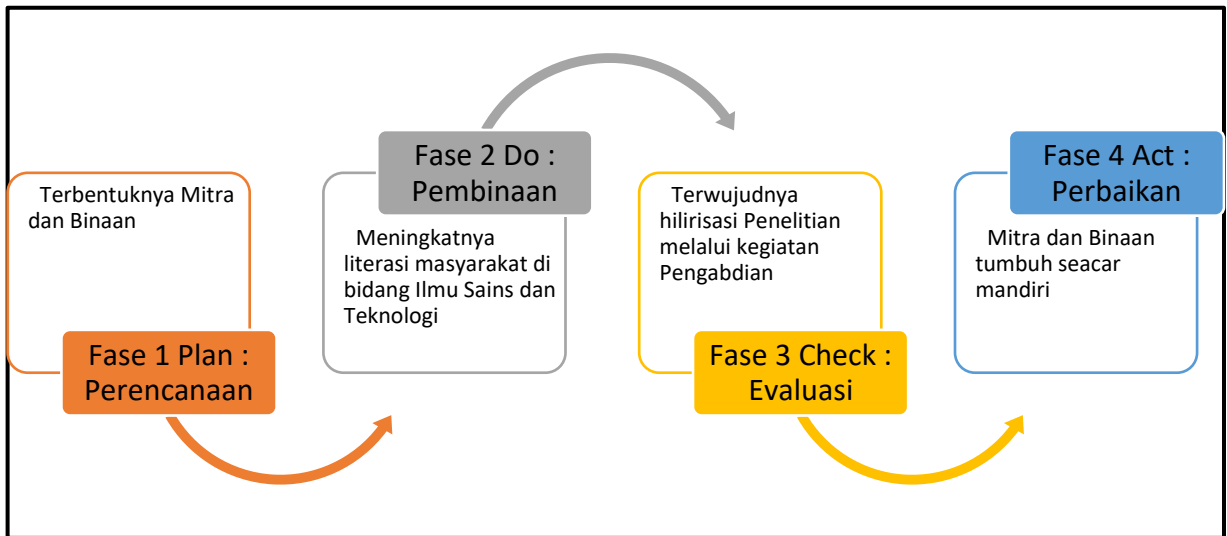 Terbentuknya Mitra
dan Binaan
Fase 1 Plan :
Perencanaan
Fase 2 Do :
Pembinaan
Meningkatnya
literasi masyarakat di
bidang Ilmu Sains dan
Teknologi
Terwujudnya
hilirisasi Penelitian
melalui kegiatan
Pengabdian
Fase 3 Check :
Evaluasi
Fase 4 Act :
Perbaikan
Mitra dan Binaan
tumbuh seacar
mandiri